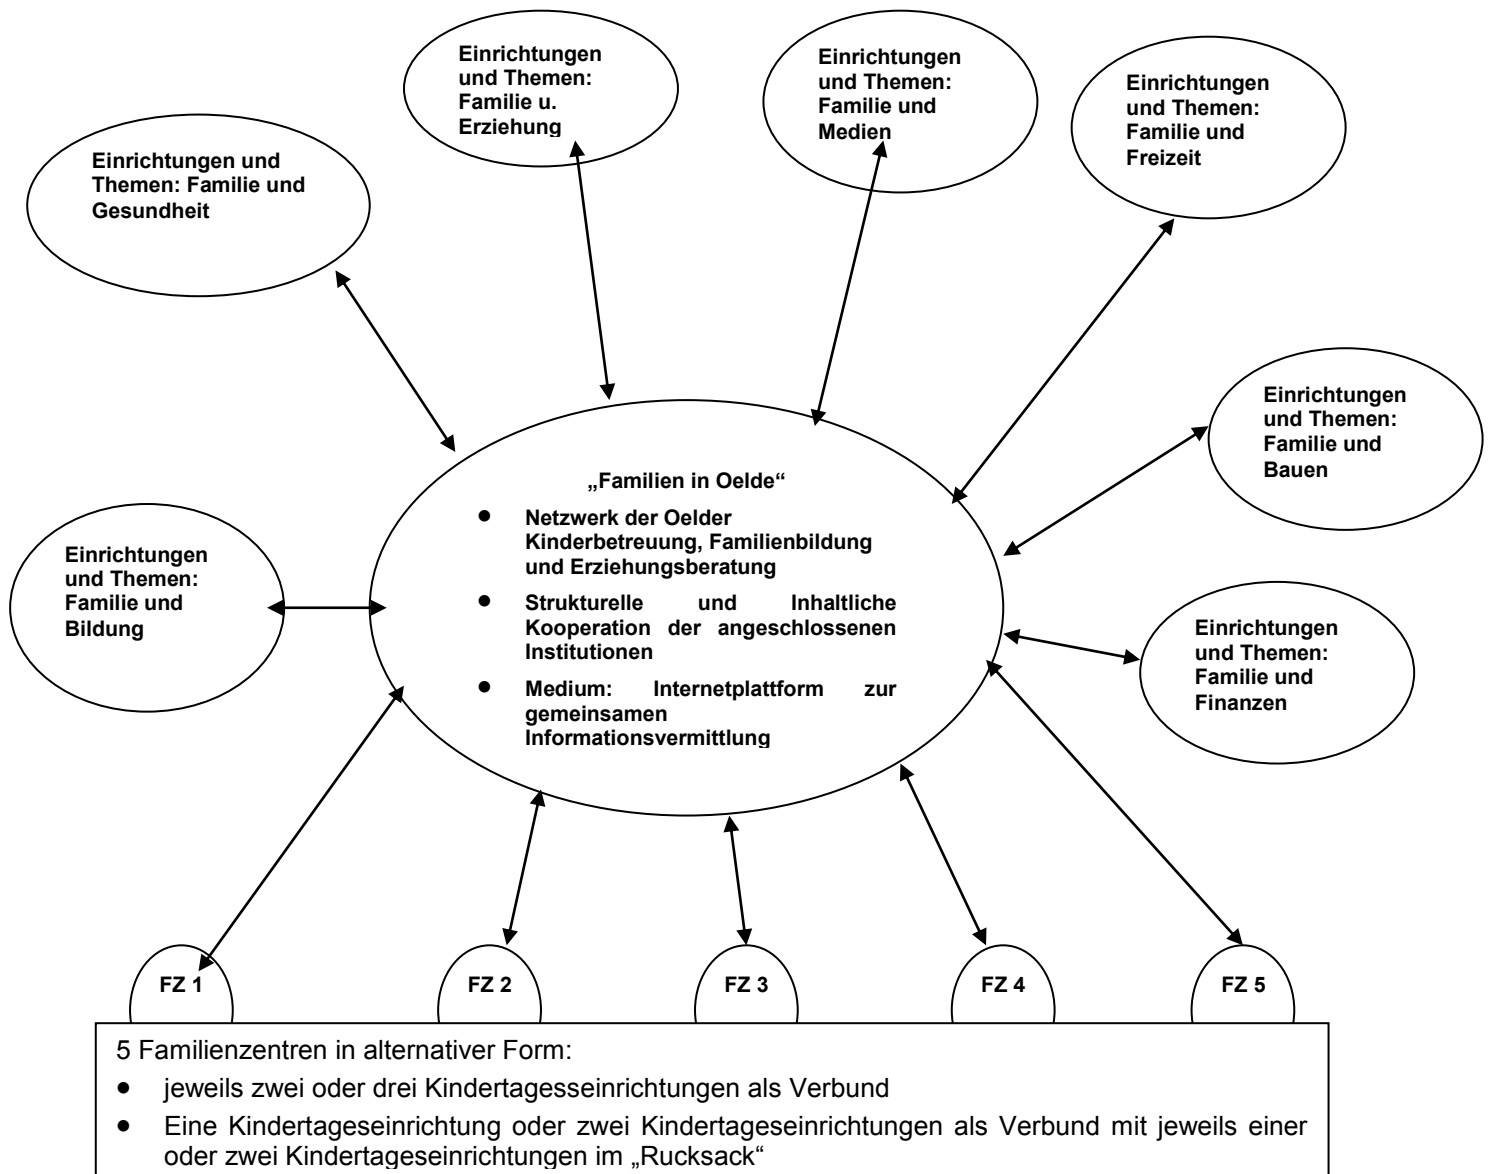 Einrichtungen
und Themen:
Familie u.
Erziehung
Einrichtungen
und Themen:
Familie und
Medien
Einrichtungen
und Themen:
Familie und
Freizeit
Einrichtungen und
Themen: Familie und
Gesundheit
Einrichtungen
und Themen:
Familie und
Bauen
„Familien in Oelde“
• Netzwerk der Oelder
Kinderbetreuung, Familienbildung
und Erziehungsberatung
• Strukturelle und Inhaltliche
Kooperation der angeschlossenen
Institutionen
• Medium: Internetplattform zur
gemeinsamen
Informationsvermittlung
Einrichtungen
und Themen:
Familie und
Bildung
Einrichtungen
und Themen:
Familie und
Finanzen
FZ 1
FZ 2
FZ 3
FZ 4
FZ 5
5 Familienzentren in alternativer Form:
• jeweils zwei oder drei Kindertagesseinrichtungen als Verbund
• Eine Kindertageseinrichtung oder zwei Kindertageseinrichtungen als Verbund mit jeweils einer
oder zwei Kindertageseinrichtungen im „Rucksack“